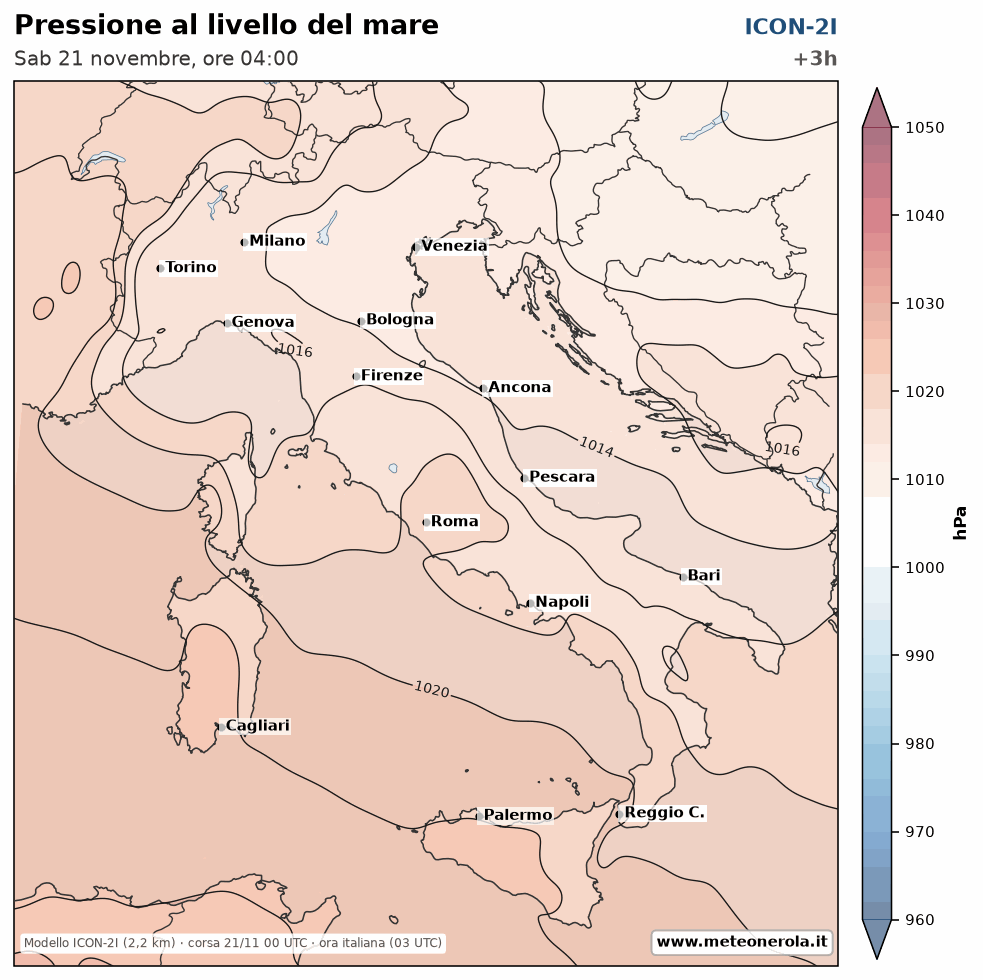 Pressione al livello del mare
ICON-2I
Sab 21 novembre, ore 04:00
+3h
Milano
Venezia
Torino
Genova
Bologna
1016
Firenze
Ancona
1014
1016
Pescara
Roma
Bari
Napoli
1020
Cagliari
Palermo
Reggio C.
Modello ICON-2I (2,2 km) · corsa 21/11 00 UTC · ora italiana (03 UTC)
www.meteonerola.it
1050
1040
1030
1020
1010
1000
990
980
970
960
hPa